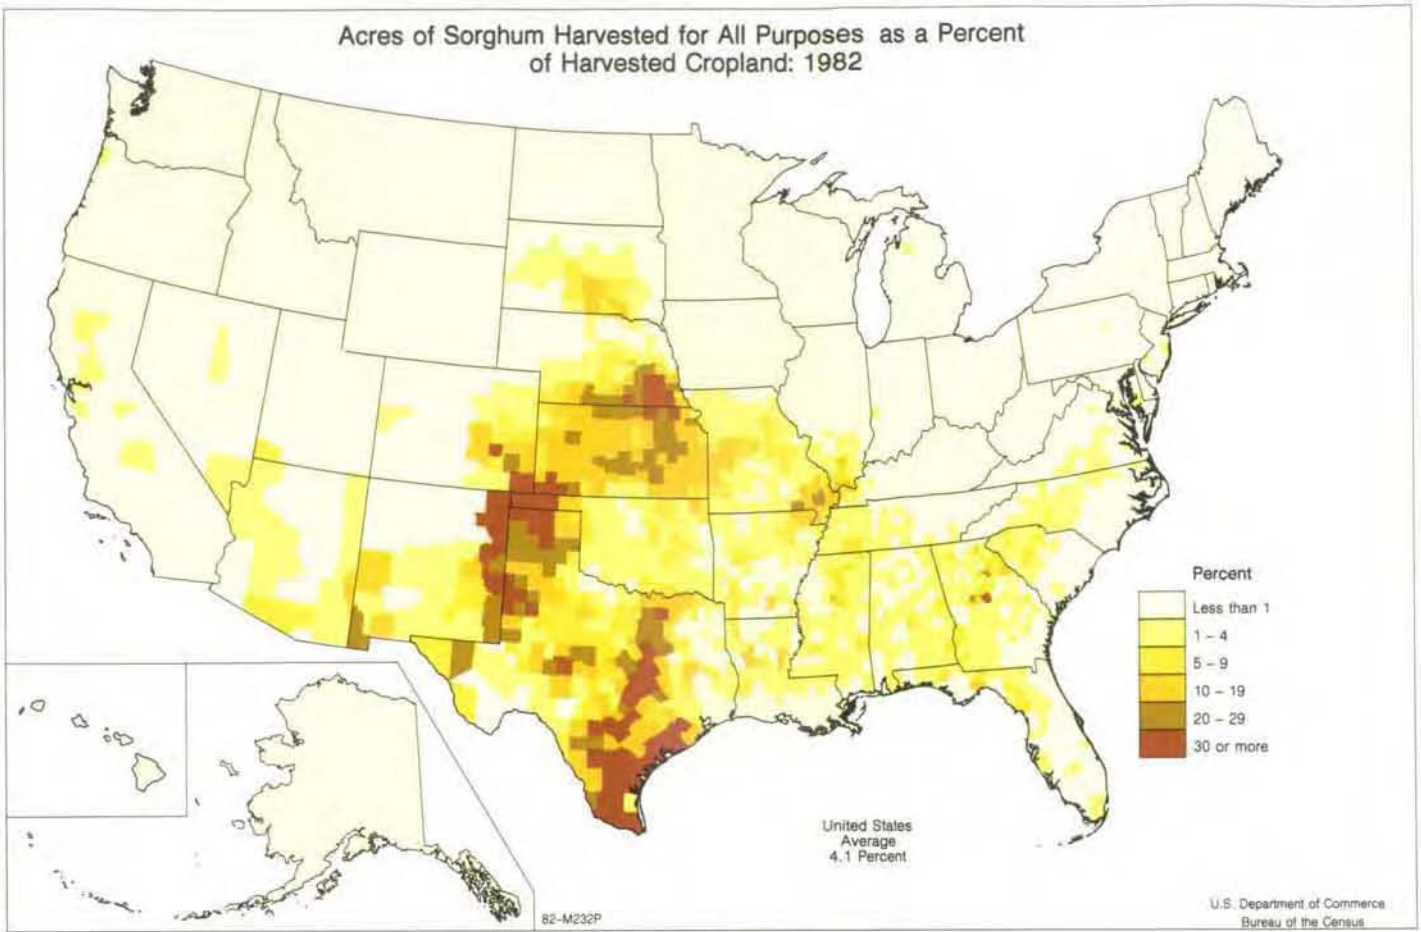 Acres of Sorghum Harvested for All Purposes as a Percent
of Harvested Cropland: 1982
Percent
Less than 1
1 – 4
5 – 9
10 – 19
20 – 29
30 or more
United States
Average
4.1 Percent
82-M232P
U.S. Department of Commerce
Bureau of the Census